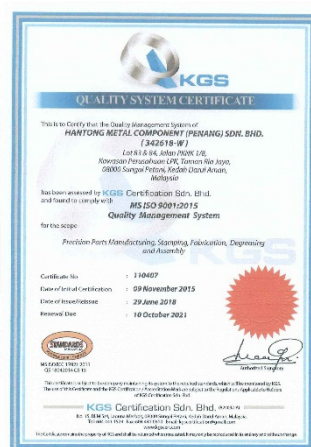 KGS
QUALITY SYSTEM CERTIFICATE
This is to Certify that the Quality Management System of
HANTONG METAL COMPONENT (PENANG) SDN. BHD.
(342618-W)
Lot 83 & 84, Jalan PKNK 1/8,
Kawasan Perusahaan LPK, Taman Ria Jaya,
08000 Sungai Petani, Kedah Darul Aman,
Malaysia
has been assessed by KGS Certification Sdn. Bhd.
and found to comply with
MS ISO 9001:2015
Quality Management System
for the scope
Precision Parts Manufacturing, Stamping, Fabrication, Degreasing
and Assembly
Certificate No. : 110407
Date of Initial Certification : 09 November 2015
Date of Issue/Reissue : 29 June 2018
Renewal Due : 10 October 2021
STANDARDS
Authorised Signatory
KGS Certification Sdn. Bhd.